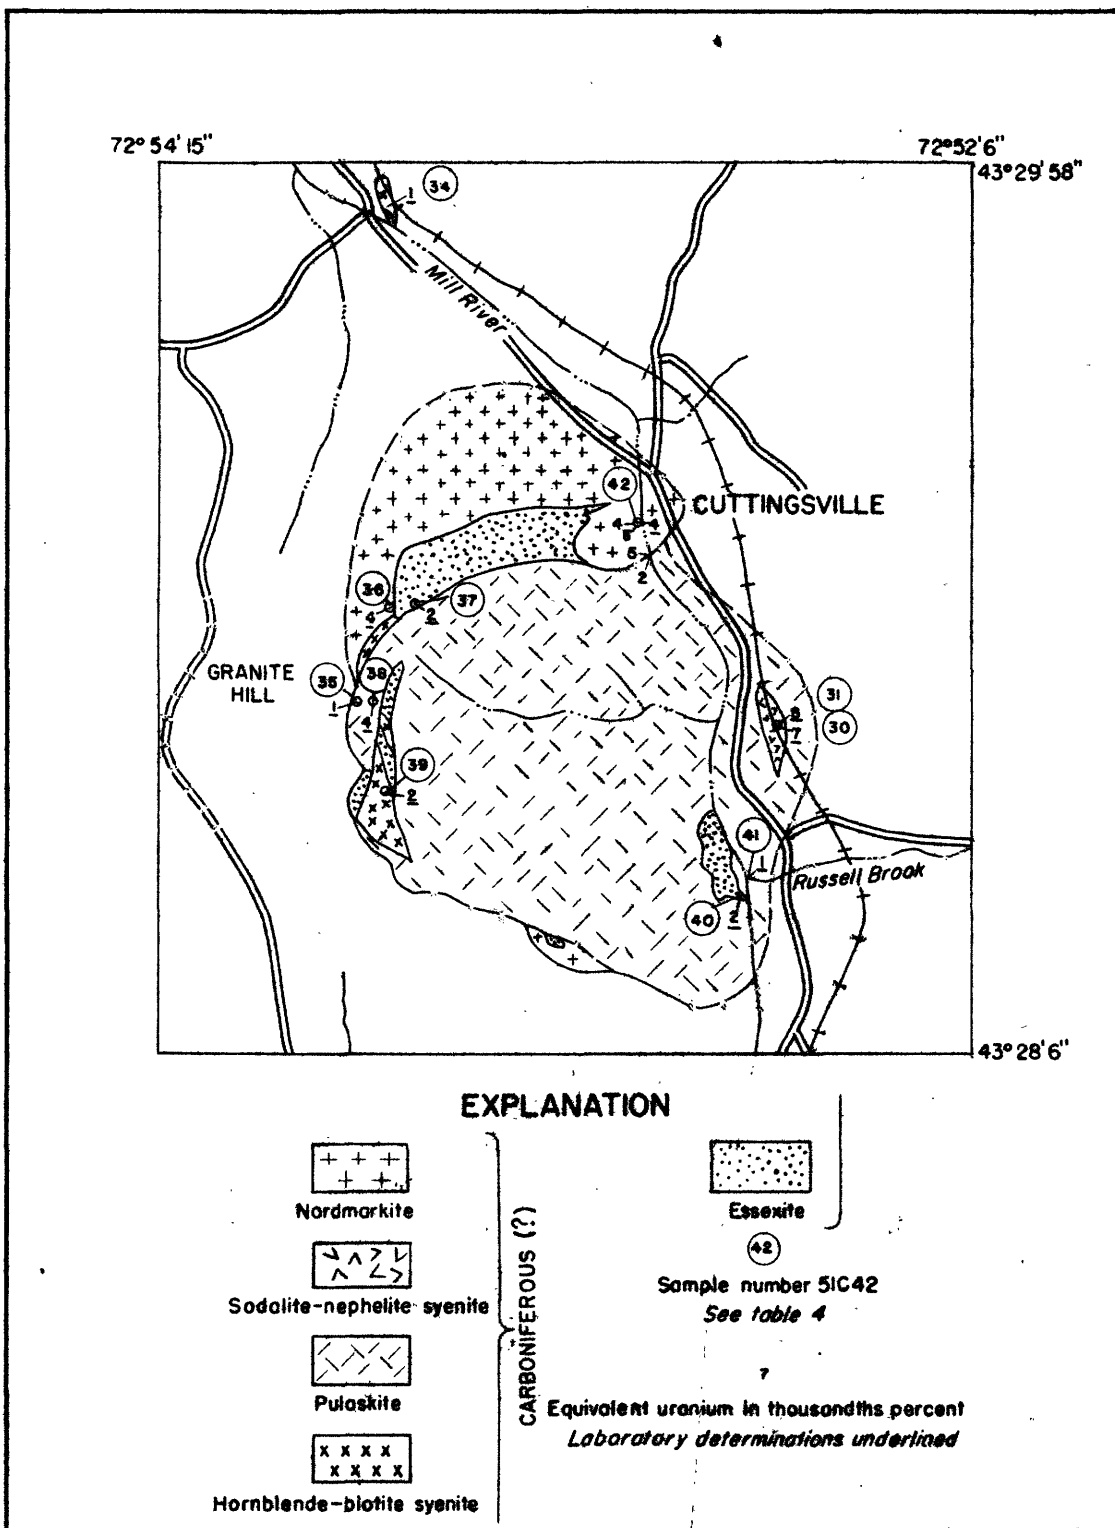 72° 54' 15"
72° 52' 6"
43° 29' 58"
34
1
Mill River
42
CUTTINGSVILLE
4
4
5
2
36
4
2
37
GRANITE
HILL
35
38
1
4
31
30
7
39
2
41
1
Russell Brook
40
2
43° 28' 6"
EXPLANATION
Nordmarkite
Sodalite-nephelite syenite
Pulaskite
Hornblende-biotite syenite
CARBONIFEROUS (?)
Essexite
42
Sample number 51C42
See table 4
7
Equivalent uranium in thousandths percent
Laboratory determinations underlined